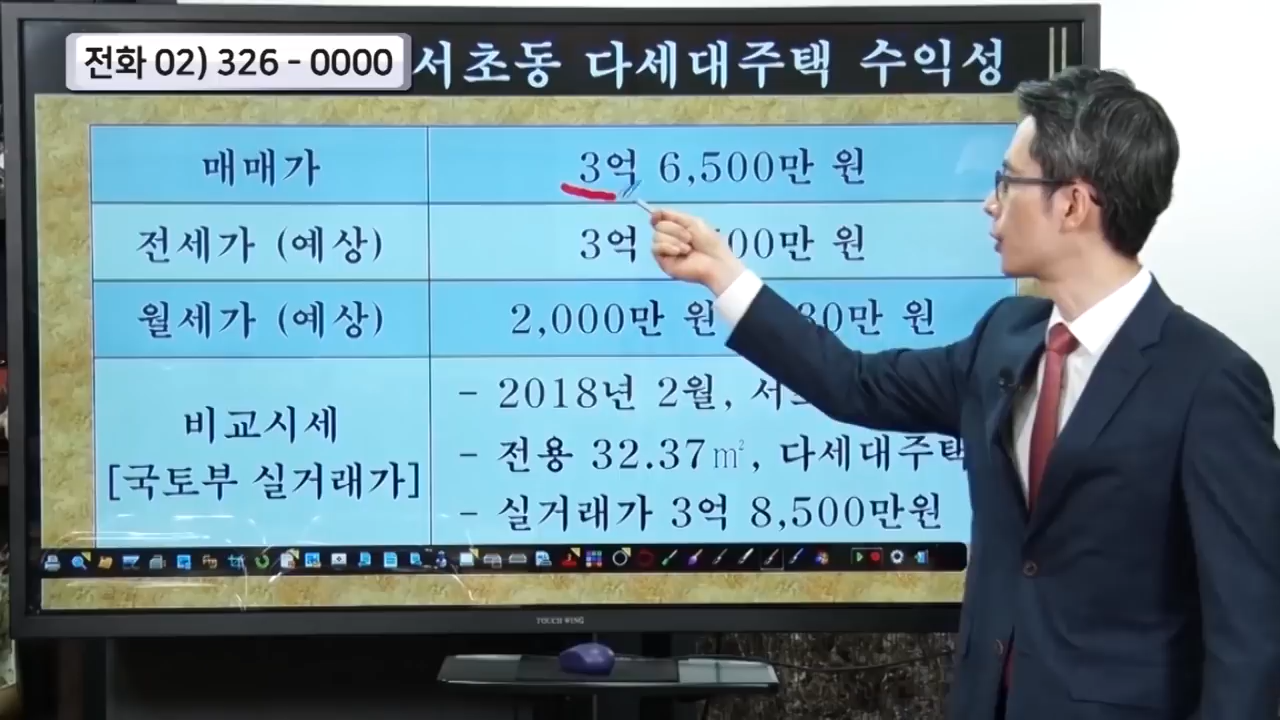 전화 02) 326 - 0000
서초동 다세대주택 수익성
매매가
3억 6,500만 원
전세가 (예상)
3억 00만 원
월세가 (예상)
2,000만 원 30만 원
비교시세
[국토부 실거래가]
- 2018년 2월,
- 전용 32.37㎡, 다세대주택
- 실거래가 3억 8,500만원
TOUCH WING